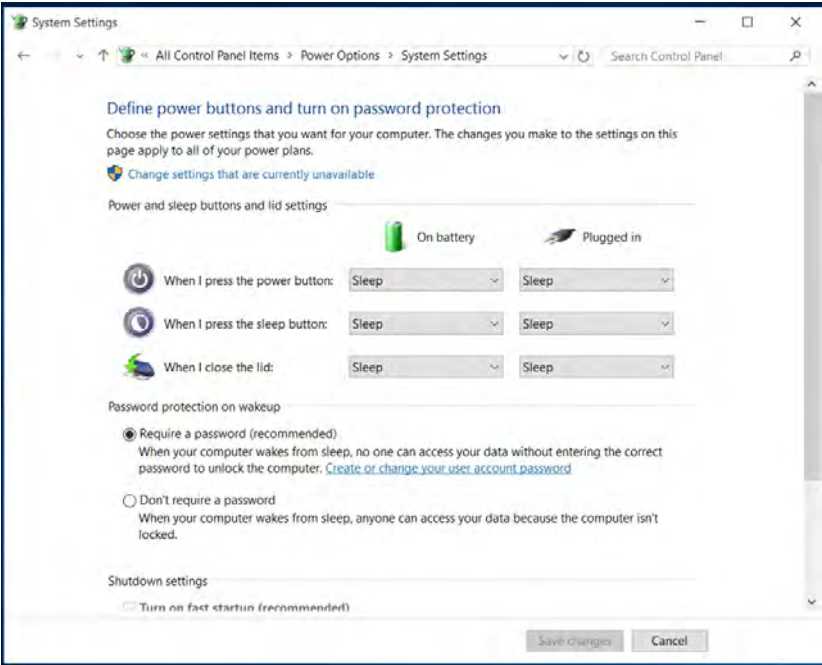 System Settings
« All Control Panel Items > Power Options > System Settings
Search Control Panel
Define power buttons and turn on password protection
Choose the power settings that you want for your computer. The changes you make to the settings on this
page apply to all of your power plans.
Change settings that are currently unavailable
Power and sleep buttons and lid settings
On battery Plugged in
When I press the power button: Sleep Sleep
When I press the sleep button: Sleep Sleep
When I close the lid: Sleep Sleep
Password protection on wakeup
Require a password (recommended)
When your computer wakes from sleep, no one can access your data without entering the correct
password to unlock the computer. Create or change your user account password
Don't require a password
When your computer wakes from sleep, anyone can access your data because the computer isn't
locked.
Shutdown settings
Turn on fast startup (recommended)
Save changes Cancel